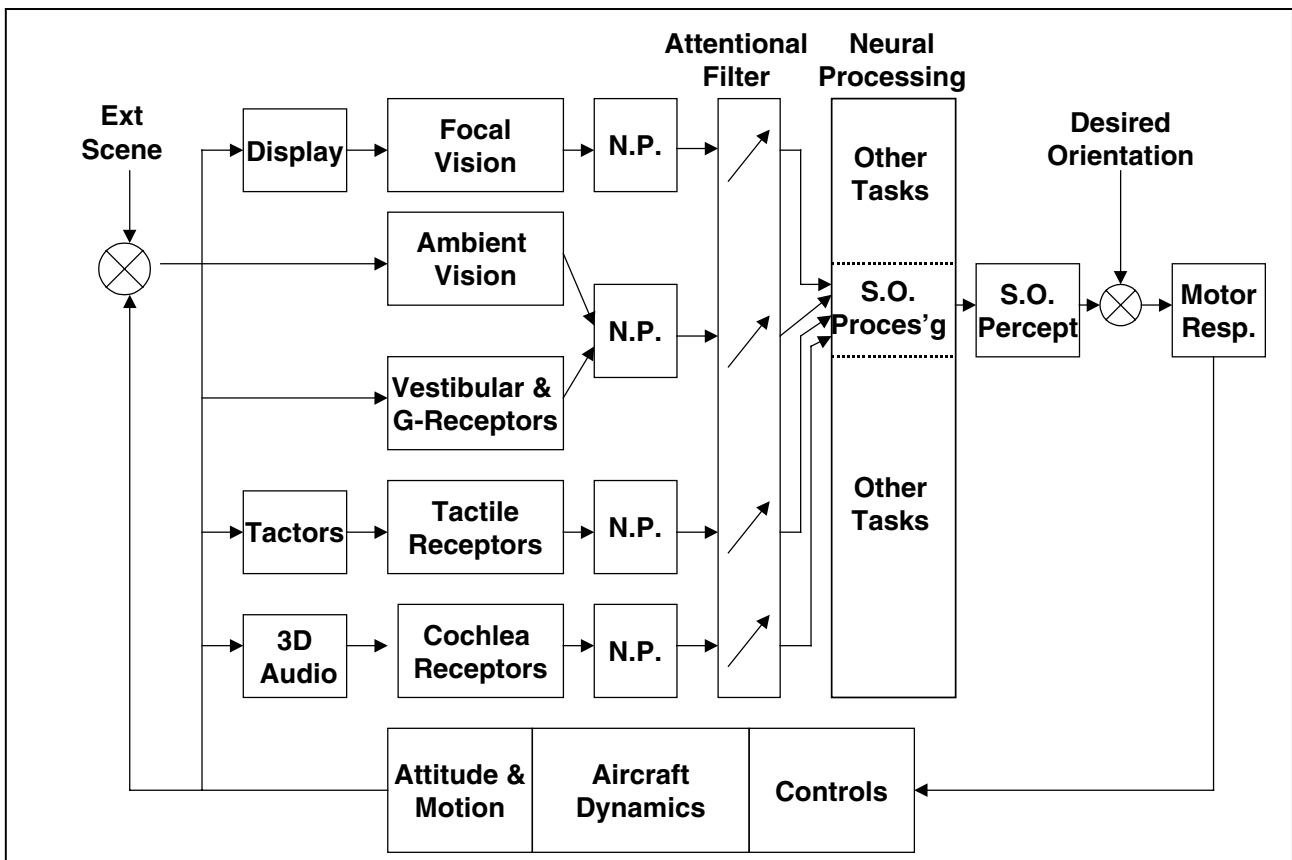 Attentional
Filter
Neural
Processing
Ext
Scene
Display
Focal
Vision
N.P.
Other
Tasks
Desired
Orientation
Ambient
Vision
N.P.
S.O.
Proces'g
S.O.
Percept
Motor
Resp.
Vestibular &
G-Receptors
Tactors
Tactile
Receptors
N.P.
Other
Tasks
3D
Audio
Cochlea
Receptors
N.P.
Attitude &
Motion
Aircraft
Dynamics
Controls